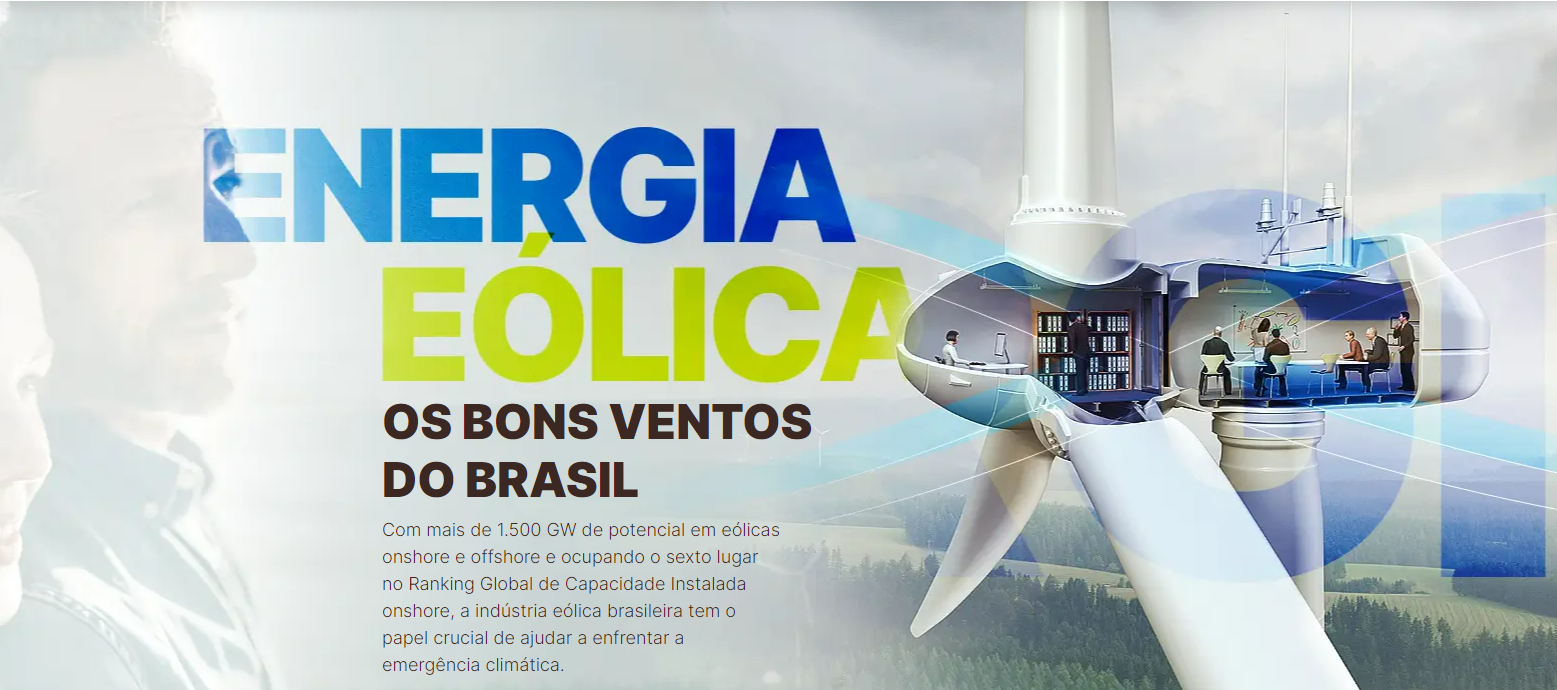 ENERGIA
EÓLICA
OS BONS VENTOS
DO BRASIL
Com mais de 1.500 GW de potencial em eólicas
onshore e offshore e ocupando o sexto lugar
no Ranking Global de Capacidade Instalada
onshore, a indústria eólica brasileira tem o
papel crucial de ajudar a enfrentar a
emergência climática.